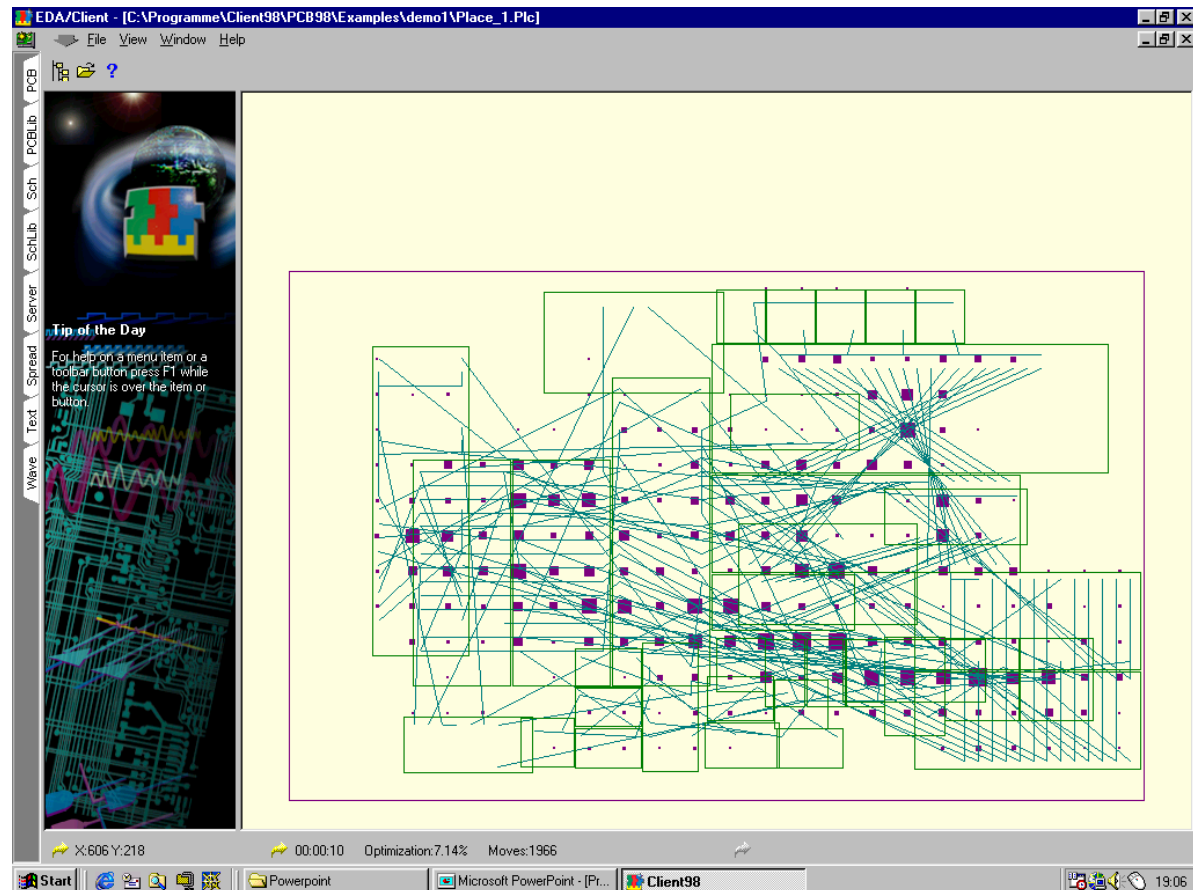 EDA/Client - [C:\Programme\Client98\PCB98\Examples\demo1\Place_1.Plc]
File View Window Help
?
PCB
PCBLib
Sch
SchLib
Server
Spread
Text
Wave
Tip of the Day
For help on a menu item or a
toolbar button press F1 while
the cursor is over the item or
button.
X:606 Y:218 00:00:10 Optimization:7.14% Moves:1966
Start Powerpoint Microsoft PowerPoint - [Pr... Client98 19:06